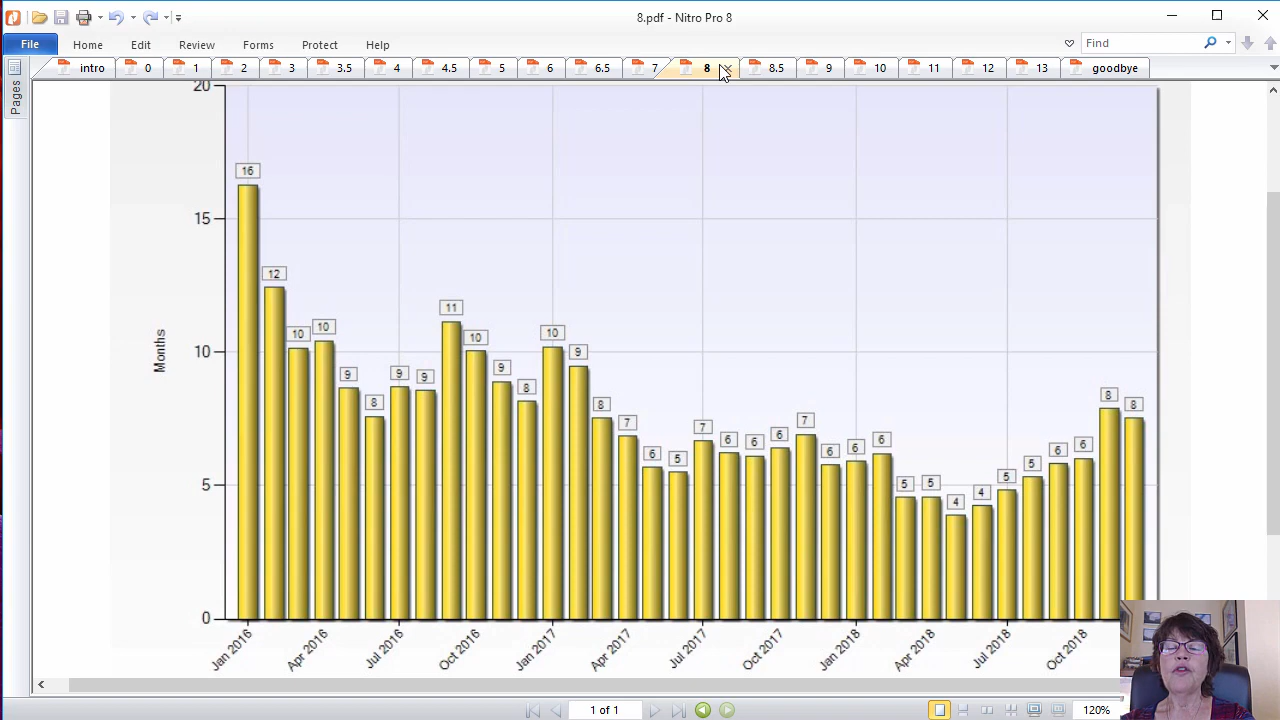 8.pdf - Nitro Pro 8
File Home Edit Review Forms Protect Help Find
intro 0 1 2 3 3.5 4 4.5 5 6 6.5 7 8 8.5 9 10 11 12 13 goodbye
Pages
20
16
15
12
11
10 10 10 10
10
9 9 9 9 9
8 8 8 8 8
7 7 7
6 6 6 6 6 6 6 6 6
5 5 5 5 5 5
4 4
5
0
Months
Jan 2016 Apr 2016 Jul 2016 Oct 2016 Jan 2017 Apr 2017 Jul 2017 Oct 2017 Jan 2018 Apr 2018 Jul 2018 Oct 2018
1 of 1 120%